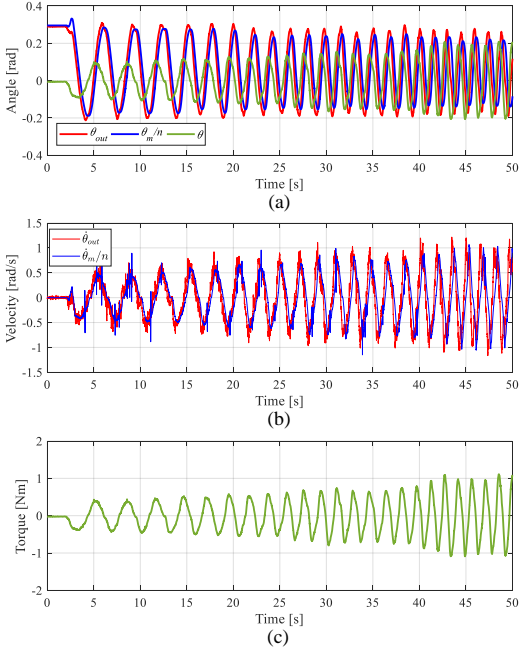 0.4
0.2
0
-0.2
-0.4
Angle [rad]
θout θm/n θ
0 5 10 15 20 25 30 35 40 45 50
Time [s]
(a)
1.5
1
0.5
0
-0.5
-1
-1.5
Velocity [rad/s]
θ̇out
θ̇m/n
0 5 10 15 20 25 30 35 40 45 50
Time [s]
(b)
2
1
0
-1
-2
Torque [Nm]
0 5 10 15 20 25 30 35 40 45 50
Time [s]
(c)